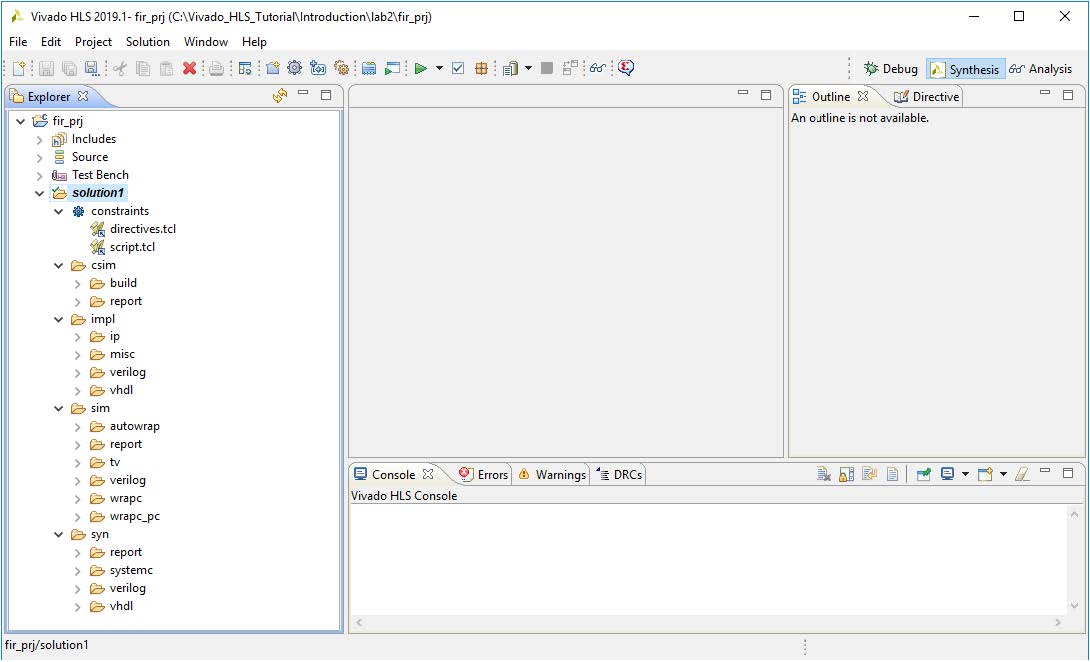 Vivado HLS 2019.1- fir_prj (C:\Vivado_HLS_Tutorial\Introduction\lab2\fir_prj)
File Edit Project Solution Window Help
Debug Synthesis Analysis
Explorer
fir_prj
Includes
Source
Test Bench
solution1
constraints
directives.tcl
script.tcl
csim
build
report
impl
ip
misc
verilog
vhdl
sim
autowrap
report
tv
verilog
wrapc
wrapc_pc
syn
report
systemc
verilog
vhdl
Outline Directive
An outline is not available.
Console Errors Warnings DRCs
Vivado HLS Console
fir_prj/solution1